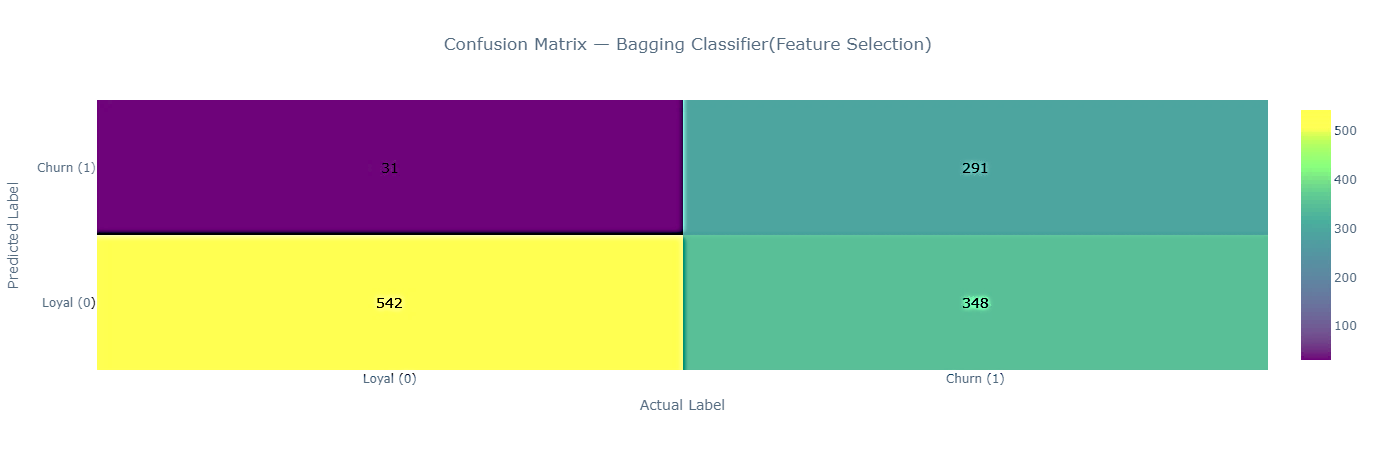 Confusion Matrix — Bagging Classifier(Feature Selection)
Predicted Label
Churn (1)
31
291
Loyal (0)
542
348
Loyal (0)
Churn (1)
Actual Label
500
400
300
200
100